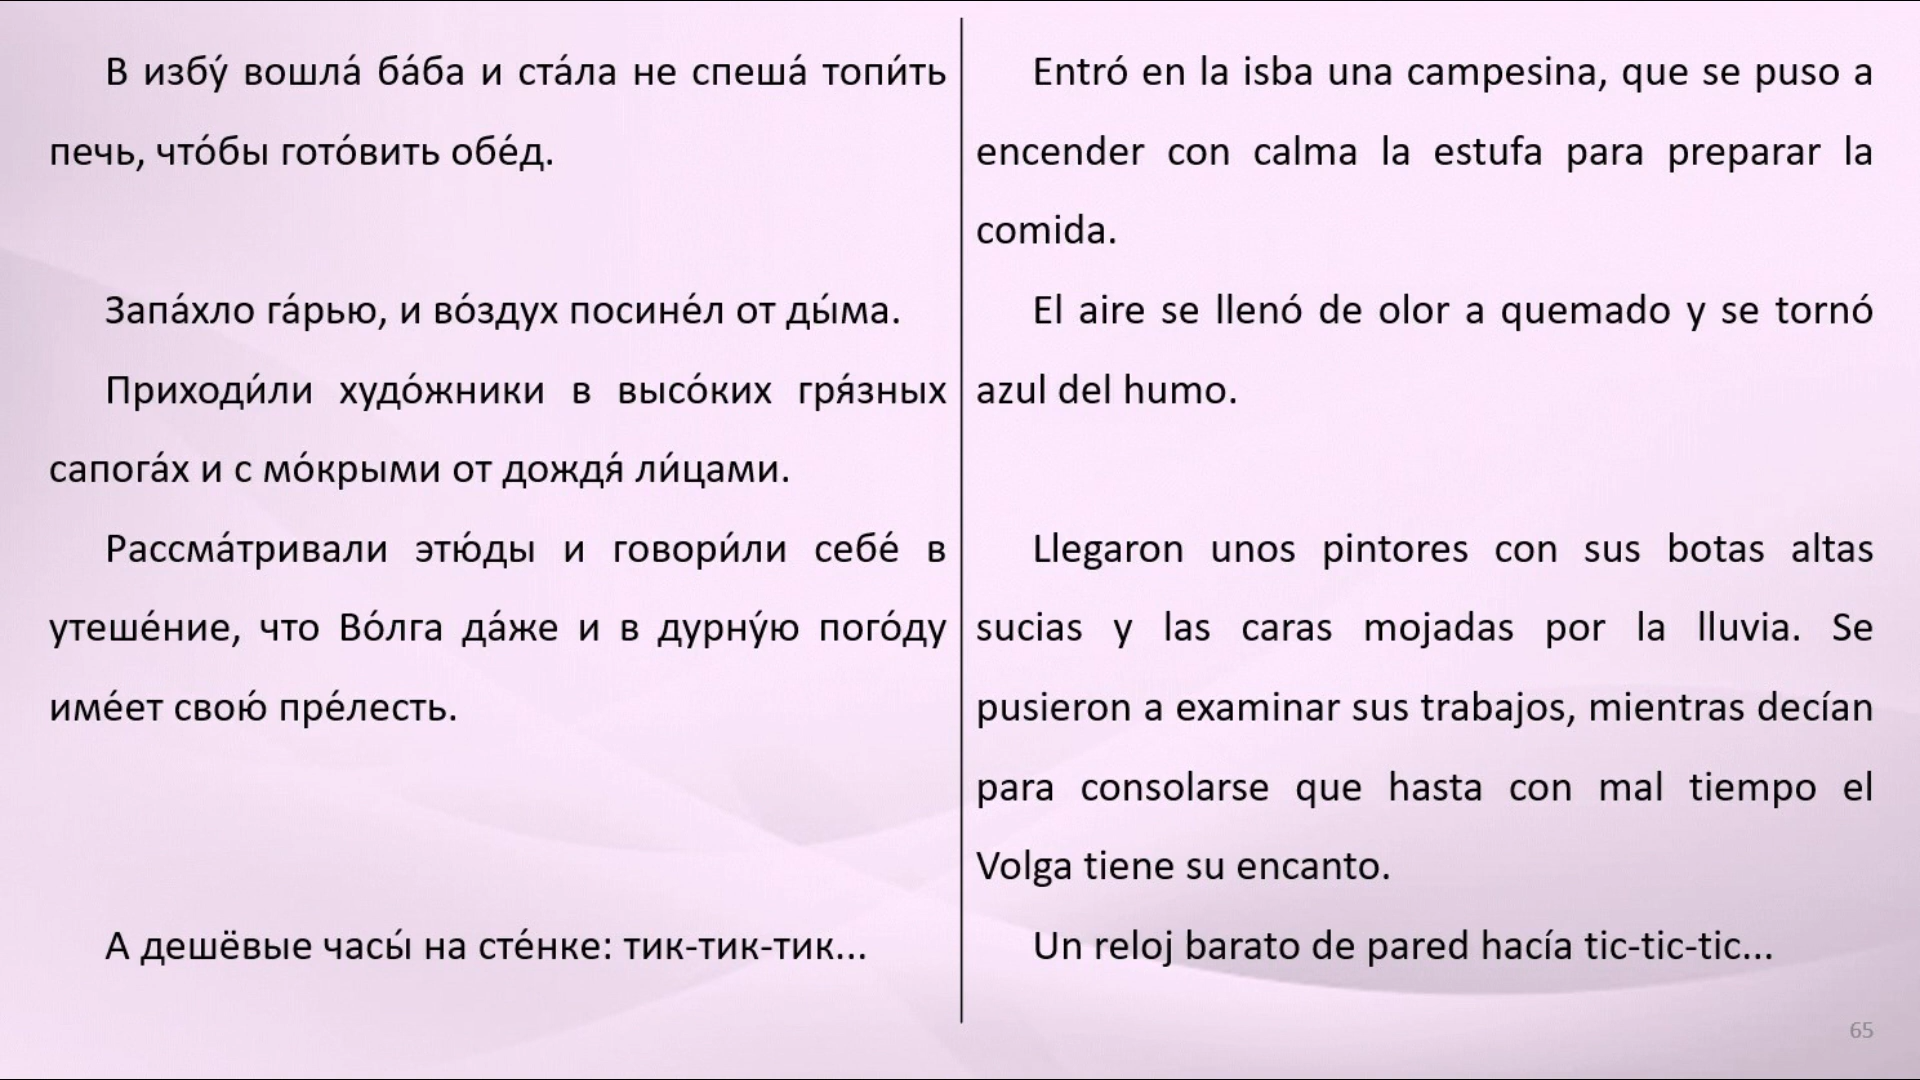 В избу́ вошла́ ба́ба и ста́ла не спеша́ топи́ть
печь, что́бы гото́вить обе́д.
Запа́хло га́рью, и во́здух посине́л от ды́ма.
Приходи́ли худо́жники в высо́ких гря́зных
сапога́х и с мо́крыми от дождя́ ли́цами.
Рассма́тривали этю́ды и говори́ли себе́ в
утеше́ние, что Во́лга да́же и в дурну́ю пого́ду
име́ет свою́ пре́лесть.
А дешёвые часы́ на сте́нке: тик-тик-тик...
Entró en la isba una campesina, que se puso a
encender con calma la estufa para preparar la
comida.
El aire se llenó de olor a quemado y se tornó
azul del humo.
Llegaron unos pintores con sus botas altas
sucias y las caras mojadas por la lluvia. Se
pusieron a examinar sus trabajos, mientras decían
para consolarse que hasta con mal tiempo el
Volga tiene su encanto.
Un reloj barato de pared hacía tic-tic-tic...
65